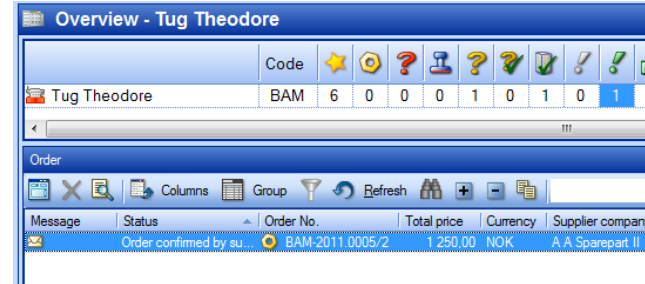 Overview - Tug Theodore
Code
Tug Theodore BAM 6 0 0 0 1 0 1 0 1
Order
Columns Group Refresh
Message Status Order No. Total price Currency Supplier compan
Order confirmed by su... BAM-2011.0005/2 1 250.00 NOK A A Sparepart II